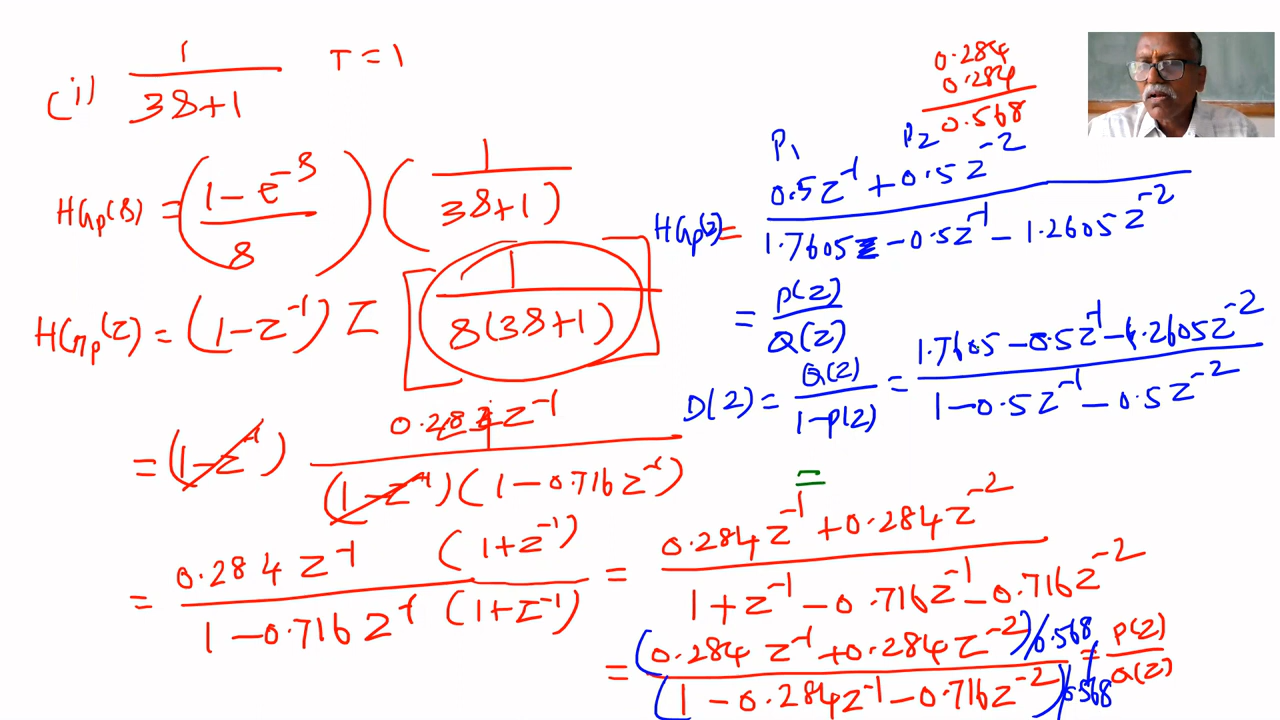 (i) 1/(3s+1) T = 1
HGp(s) = ((1 - e^-s)/s) (1/(3s+1))
HGp(z) = (1 - z^-1) Z [1/(s(3s+1))]
= (1 - z^-1) 0.284 z^-1 / ((1 - z^-1)(1 - 0.716 z^-1))
= 0.284 z^-1 (1 + z^-1) / (1 - 0.716 z^-1 (1 + z^-1))
= (0.284 z^-1 + 0.284 z^-2) / (1 + z^-1 - 0.716 z^-1 - 0.716 z^-2)
= (0.284 z^-1 + 0.284 z^-2)/0.568 / (1 - 0.284 z^-1 - 0.716 z^-2)/0.568 = P(z)/Q(z)
0.284
0.284
0.568
P1 P2
HGp(z) = (0.5 z^-1 + 0.5 z^-2) / (1.7605 - 0.5 z^-1 - 1.2605 z^-2)
= P(z)/Q(z)
D(z) = Q(z)/(1 - P(z)) = (1.7605 - 0.5 z^-1 - 1.2605 z^-2) / (1 - 0.5 z^-1 - 0.5 z^-2)
=